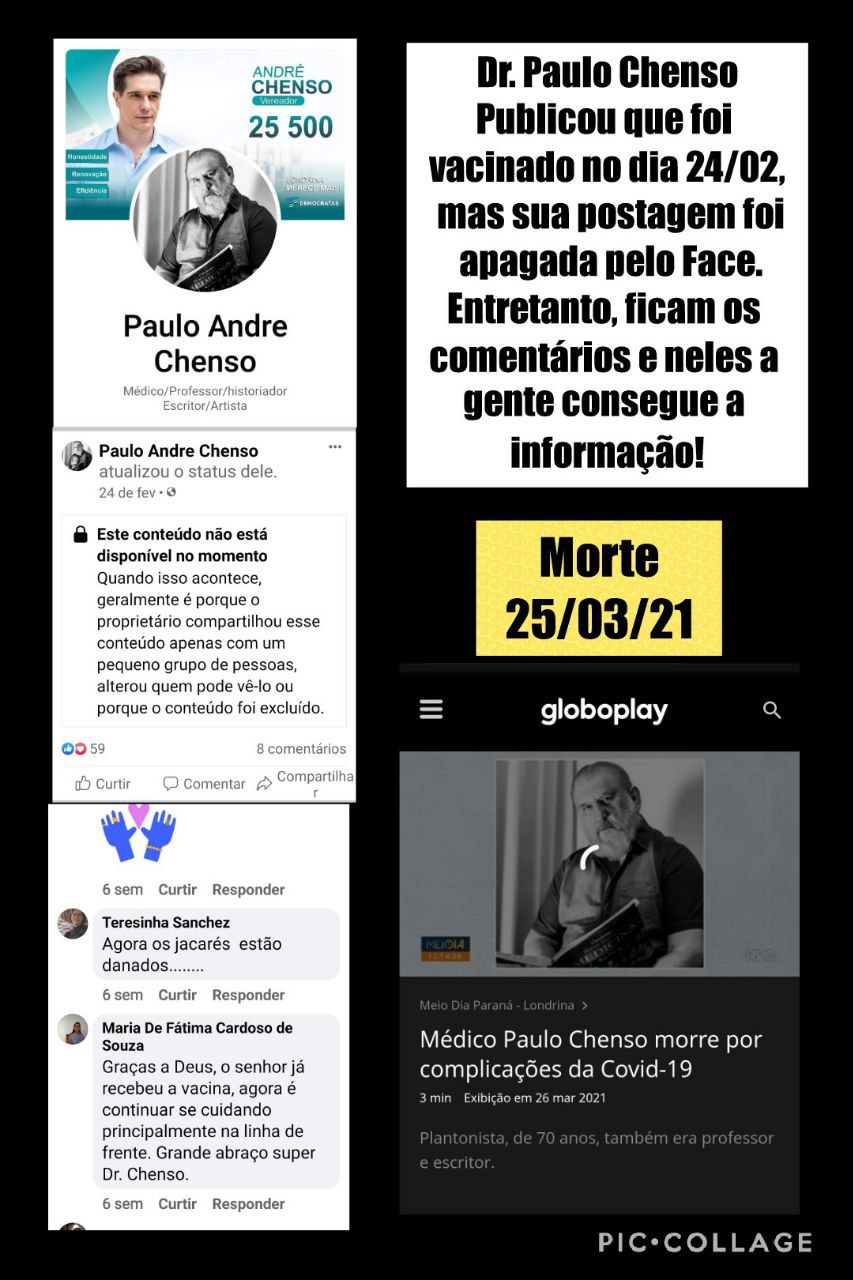 ANDRÉ
CHENSO
Vereador
25 500
Honestidade
Renovação
Eficiência
LONDRINA
MERECE MAIS!
DEMOCRATAS
Paulo Andre
Chenso
Médico/Professor/historiador
Escritor/Artista
Paulo Andre Chenso
atualizou o status dele.
24 de fev
Este conteúdo não está
disponível no momento
Quando isso acontece,
geralmente é porque o
proprietário compartilhou esse
conteúdo apenas com um
pequeno grupo de pessoas,
alterou quem pode vê-lo ou
porque o conteúdo foi excluído.
59
8 comentários
Curtir
Comentar
Compartilha
r
6 sem Curtir Responder
Teresinha Sanchez
Agora os jacarés estão
danados........
6 sem Curtir Responder
Maria De Fátima Cardoso de
Souza
Graças a Deus, o senhor já
recebeu a vacina, agora é
continuar se cuidando
principalmente na linha de
frente. Grande abraço super
Dr. Chenso.
6 sem Curtir Responder
Dr. Paulo Chenso
Publicou que foi
vacinado no dia 24/02,
mas sua postagem foi
apagada pelo Face.
Entretanto, ficam os
comentários e neles a
gente consegue a
informação!
Morte
25/03/21
globoplay
MEDICINA
MEIODIA
12:14:58
RPC
Meio Dia Paraná - Londrina
Médico Paulo Chenso morre por
complicações da Covid-19
3 min Exibição em 26 mar 2021
Plantonista, de 70 anos, também era professor
e escritor.
PIC•COLLAGE